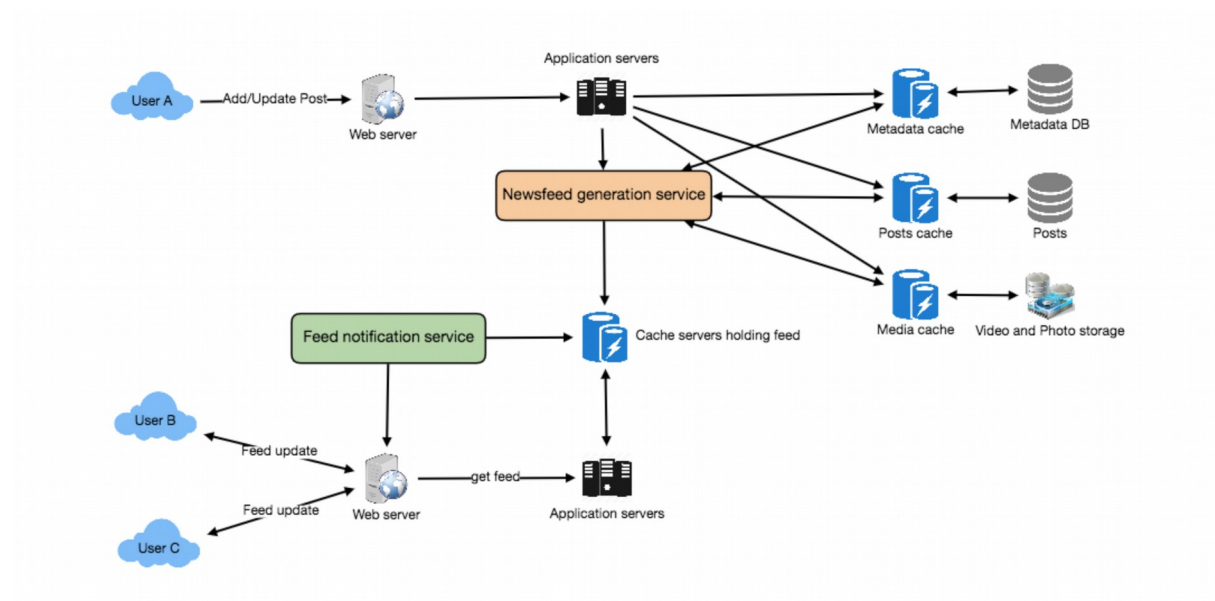 Application servers
User A
Add/Update Post
Web server
Metadata cache
Metadata DB
Newsfeed generation service
Posts cache
Posts
Media cache
Video and Photo storage
Feed notification service
Cache servers holding feed
User B
Feed update
get feed
Feed update
Web server
Application servers
User C